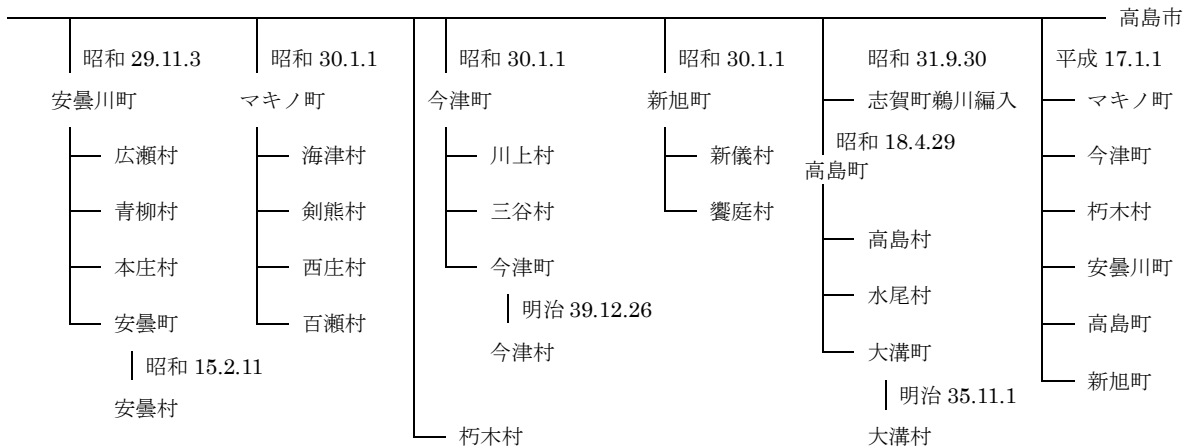 高島市
昭和 29.11.3
昭和 30.1.1
昭和 30.1.1
昭和 30.1.1
昭和 31.9.30
平成 17.1.1
安曇川町
マキノ町
今津町
新旭町
志賀町鵜川編入
マキノ町
昭和 18.4.29
高島町
広瀬村
海津村
川上村
新儀村
今津町
青柳村
剣熊村
三谷村
饗庭村
朽木村
本庄村
西庄村
今津町
高島村
安曇川町
安曇町
百瀬村
明治 39.12.26
水尾村
高島町
昭和 15.2.11
今津村
大溝町
新旭町
安曇村
明治 35.11.1
朽木村
大溝村